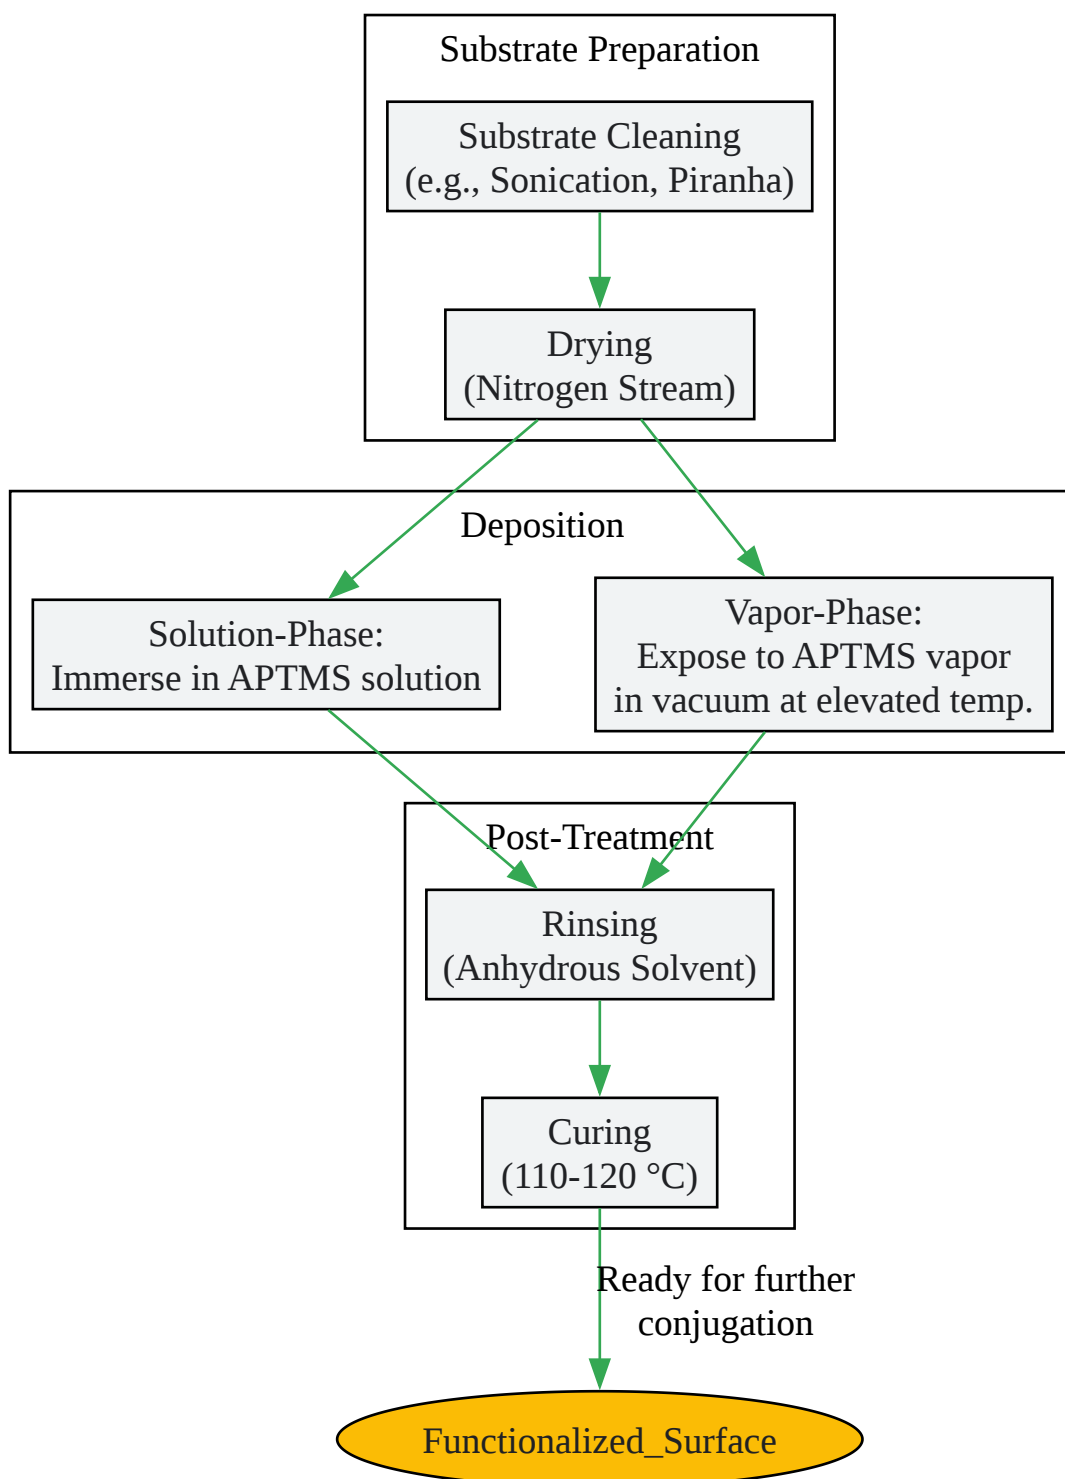 Substrate Preparation
Substrate Cleaning
(e.g., Sonication, Piranha)
Drying
(Nitrogen Stream)
Deposition
Solution-Phase:
Immerse in APTMS solution
Vapor-Phase:
Expose to APTMS vapor
in vacuum at elevated temp.
Post-Treatment
Rinsing
(Anhydrous Solvent)
Curing
(110-120 °C)
Ready for further
conjugation
Functionalized_Surface